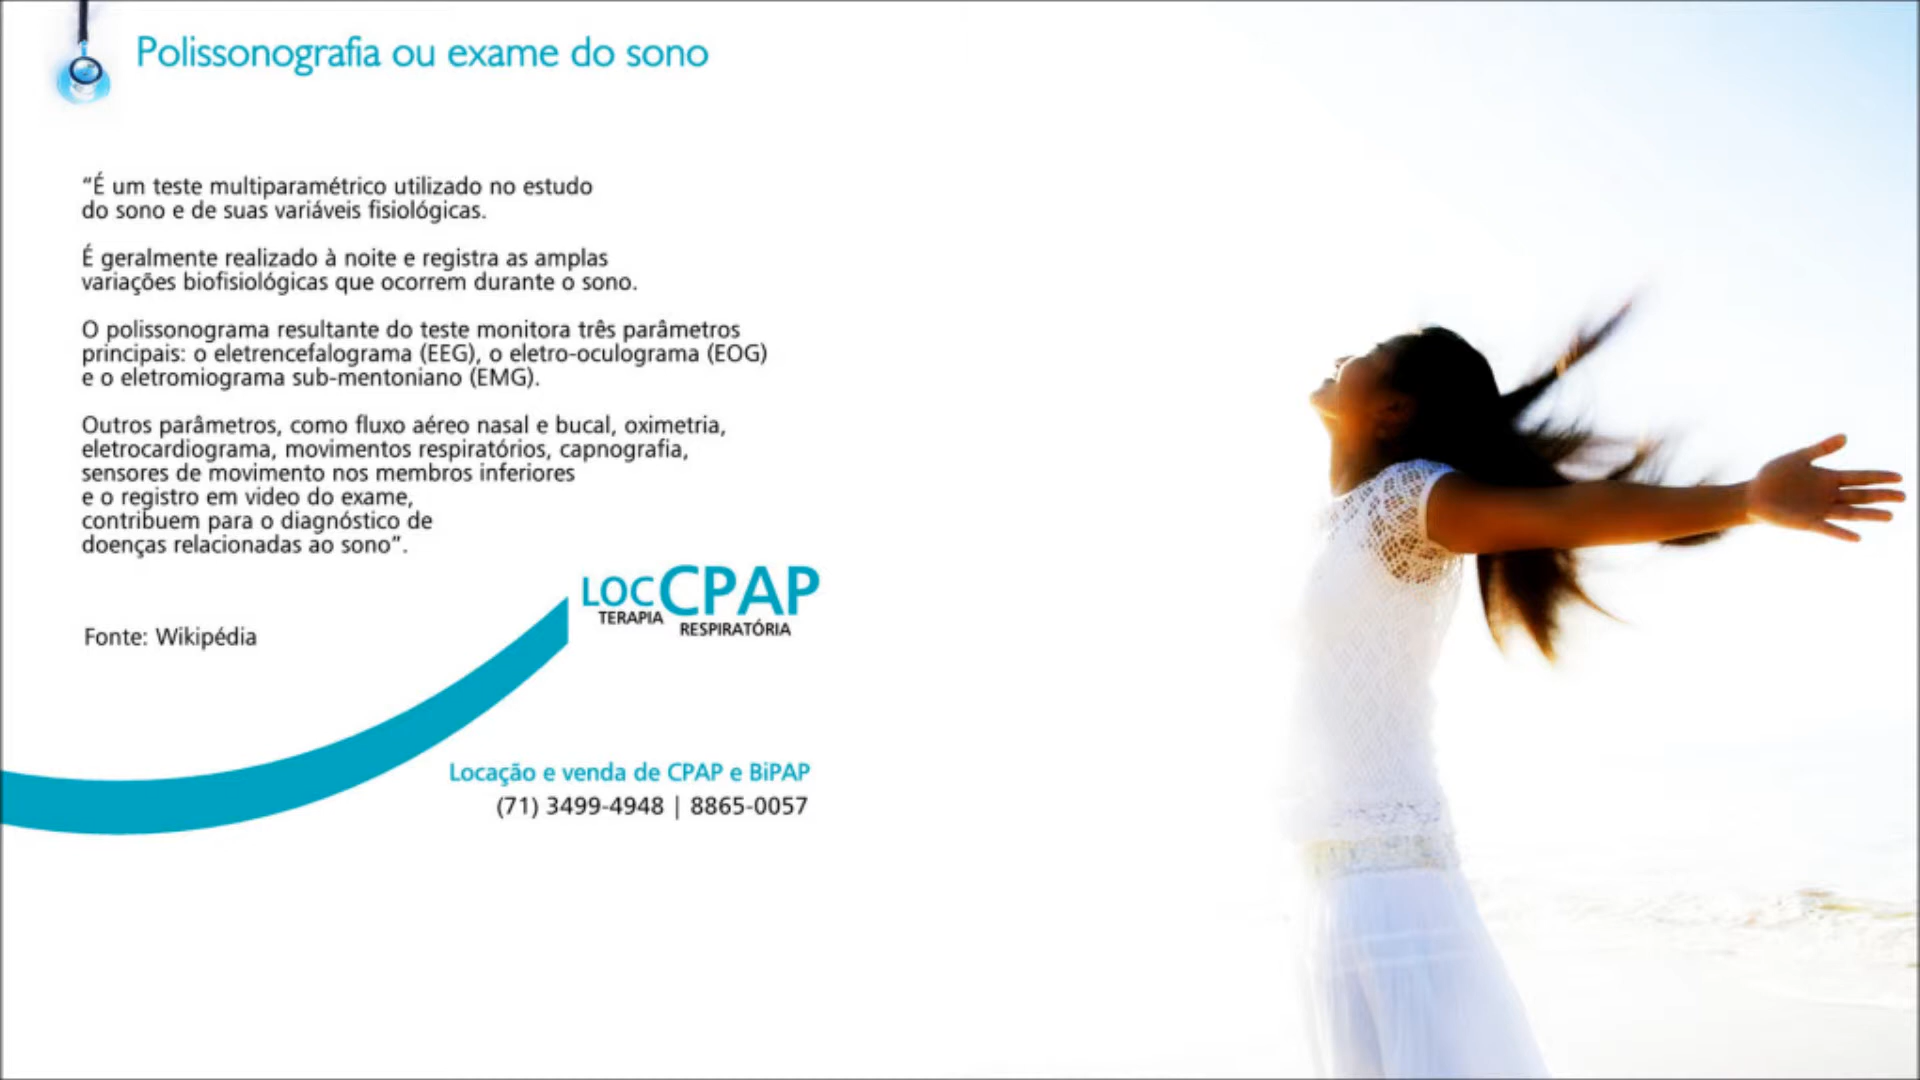 Polissonografia ou exame do sono
“É um teste multiparamétrico utilizado no estudo
do sono e de suas variáveis fisiológicas.
É geralmente realizado à noite e registra as amplas
variações biofisiológicas que ocorrem durante o sono.
O polissonograma resultante do teste monitora três parâmetros
principais: o eletrencefalograma (EEG), o eletro-oculograma (EOG)
e o eletromiograma sub-mentoniano (EMG).
Outros parâmetros, como fluxo aéreo nasal e bucal, oximetria,
eletrocardiograma, movimentos respiratórios, capnografia,
sensores de movimento nos membros inferiores
e o registro em video do exame,
contribuem para o diagnóstico de
doenças relacionadas ao sono”.
LOCCPAP
TERAPIA
RESPIRATÓRIA
Fonte: Wikipédia
Locação e venda de CPAP e BiPAP
(71) 3499-4948 | 8865-0057